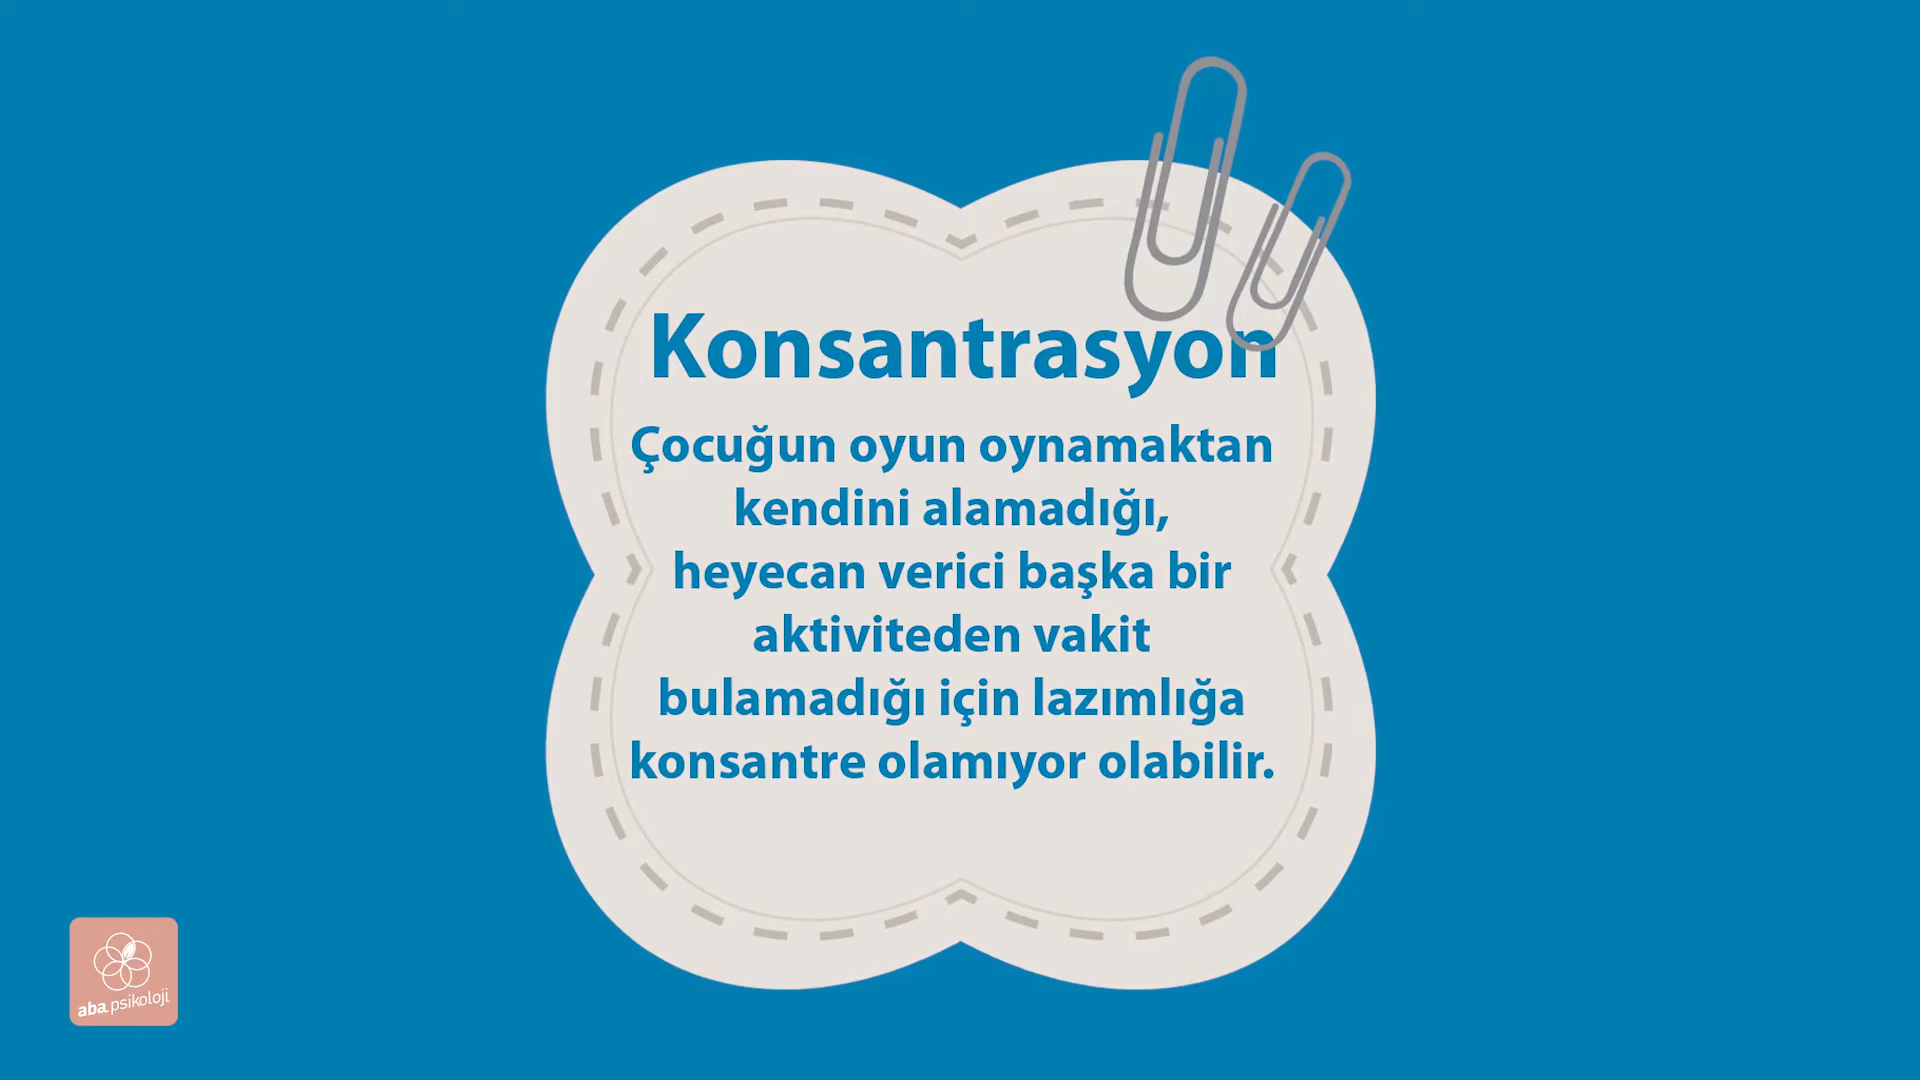 Konsantrasyon
Çocuğun oyun oynamaktan
kendini alamadığı,
heyecan verici başka bir
aktiviteden vakit
bulamadığı için lazımlığa
konsantre olamıyor olabilir.
aba psikoloji